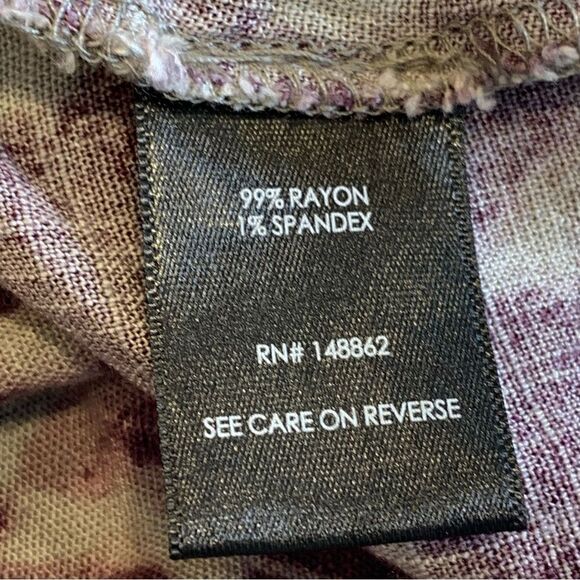 99% RAYON
1% SPANDEX
RN# 148862
SEE CARE ON REVERSE